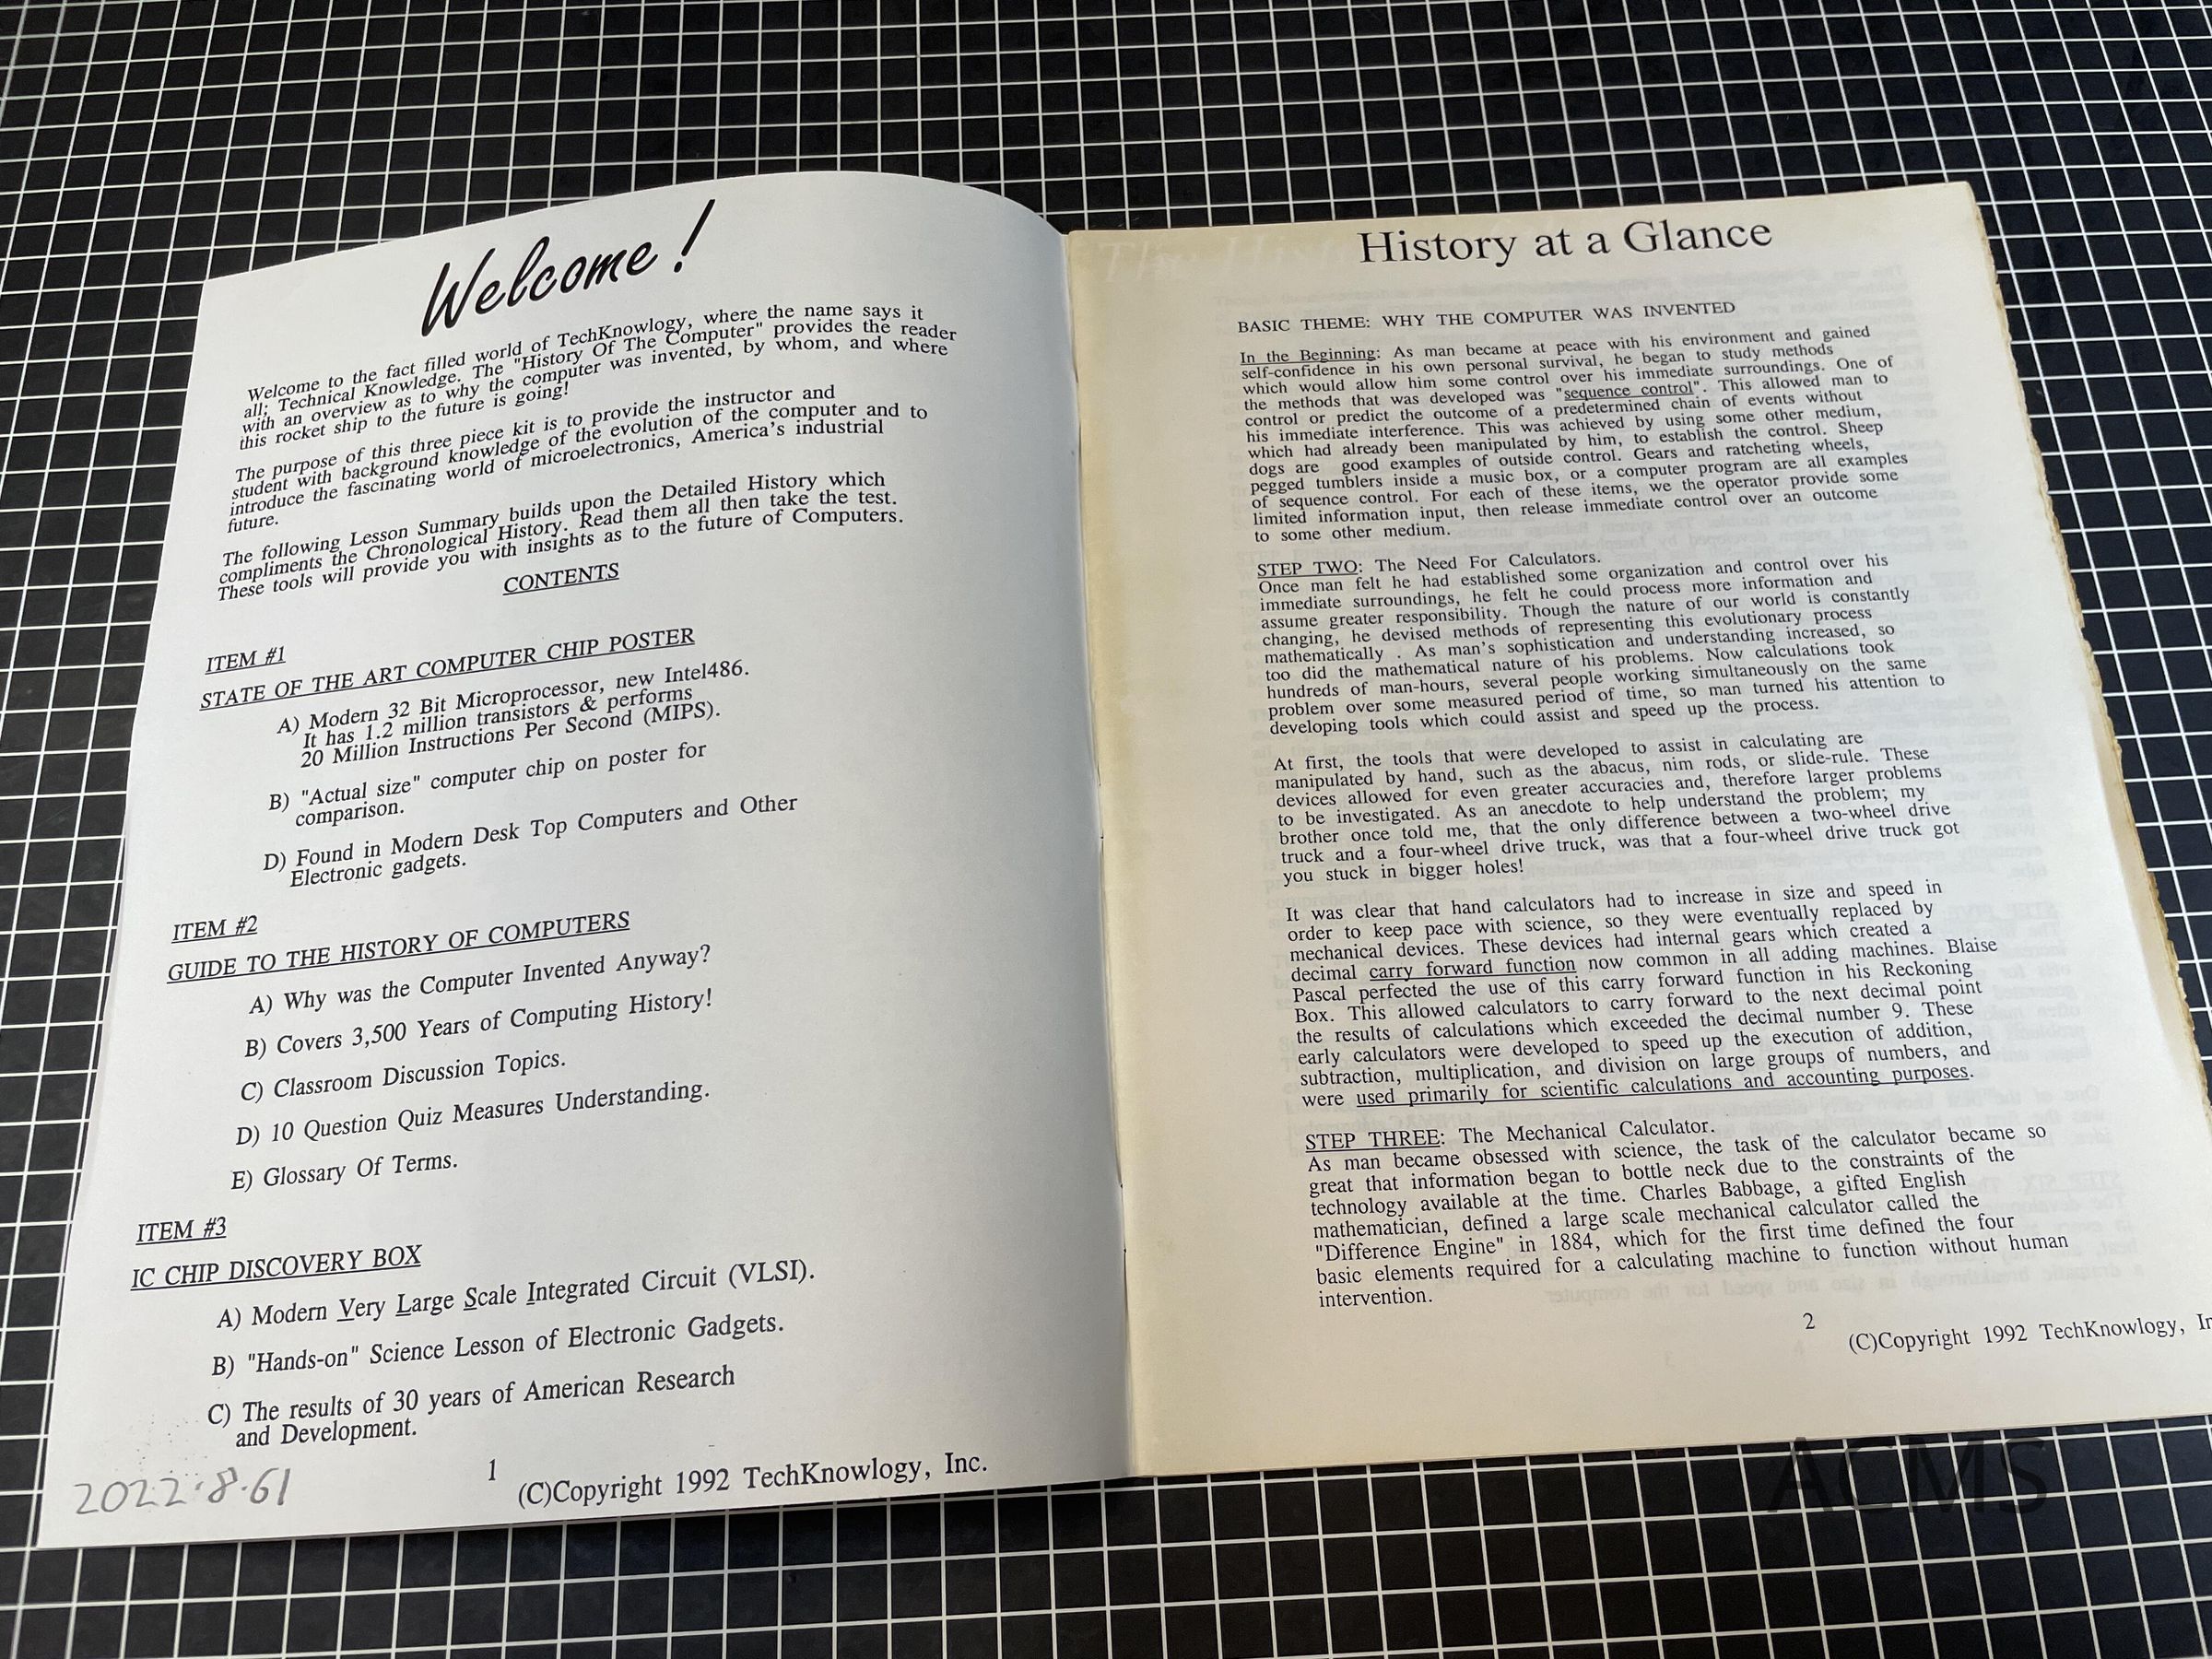 Welcome!
Welcome to the fact filled world of TechKnowlogy, where the name says it
all; Technical Knowledge. The "History Of The Computer" provides the reader
with an overview as to why the computer was invented, by whom, and where
this rocket ship to the future is going!
The purpose of this three piece kit is to provide the instructor and
student with background knowledge of the evolution of the computer and to
introduce the fascinating world of microelectronics, America's industrial
future.
The following Lesson Summary builds upon the Detailed History which
compliments the Chronological History. Read them all then take the test.
These tools will provide you with insights as to the future of Computers.
CONTENTS
ITEM #1
STATE OF THE ART COMPUTER CHIP POSTER
A) Modern 32 Bit Microprocessor, new Intel486.
It has 1.2 million transistors & performs
20 Million Instructions Per Second (MIPS).
B) "Actual size" computer chip on poster for
comparison.
D) Found in Modern Desk Top Computers and Other
Electronic gadgets.
ITEM #2
GUIDE TO THE HISTORY OF COMPUTERS
A) Why was the Computer Invented Anyway?
B) Covers 3,500 Years of Computing History!
C) Classroom Discussion Topics.
D) 10 Question Quiz Measures Understanding.
E) Glossary Of Terms.
ITEM #3
IC CHIP DISCOVERY BOX
A) Modern Very Large Scale Integrated Circuit (VLSI).
B) "Hands-on" Science Lesson of Electronic Gadgets.
C) The results of 30 years of American Research
and Development.
1
(C)Copyright 1992 TechKnowlogy, Inc.
2022.8.61
History at a Glance
BASIC THEME: WHY THE COMPUTER WAS INVENTED
In the Beginning: As man became at peace with his environment and gained
self-confidence in his own personal survival, he began to study methods
which would allow him some control over his immediate surroundings. One of
the methods that was developed was "sequence control". This allowed man to
control or predict the outcome of a predetermined chain of events without
his immediate interference. This was achieved by using some other medium,
which had already been manipulated by him, to establish the control. Sheep
dogs are good examples of outside control. Gears and ratcheting wheels,
pegged tumblers inside a music box, or a computer program are all examples
of sequence control. For each of these items, we the operator provide some
limited information input, then release immediate control over an outcome
to some other medium.
STEP TWO: The Need For Calculators.
Once man felt he had established some organization and control over his
immediate surroundings, he felt he could process more information and
assume greater responsibility. Though the nature of our world is constantly
changing, he devised methods of representing this evolutionary process
mathematically . As man's sophistication and understanding increased, so
too did the mathematical nature of his problems. Now calculations took
hundreds of man-hours, several people working simultaneously on the same
problem over some measured period of time, so man turned his attention to
developing tools which could assist and speed up the process.
At first, the tools that were developed to assist in calculating are
manipulated by hand, such as the abacus, nim rods, or slide-rule. These
devices allowed for even greater accuracies and, therefore larger problems
to be investigated. As an anecdote to help understand the problem; my
brother once told me, that the only difference between a two-wheel drive
truck and a four-wheel drive truck, was that a four-wheel drive truck got
you stuck in bigger holes!
It was clear that hand calculators had to increase in size and speed in
order to keep pace with science, so they were eventually replaced by
mechanical devices. These devices had internal gears which created a
decimal carry forward function now common in all adding machines. Blaise
Pascal perfected the use of this carry forward function in his Reckoning
Box. This allowed calculators to carry forward to the next decimal point
the results of calculations which exceeded the decimal number 9. These
early calculators were developed to speed up the execution of addition,
subtraction, multiplication, and division on large groups of numbers, and
were used primarily for scientific calculations and accounting purposes.
STEP THREE: The Mechanical Calculator.
As man became obsessed with science, the task of the calculator became so
great that information began to bottle neck due to the constraints of the
technology available at the time. Charles Babbage, a gifted English
mathematician, defined a large scale mechanical calculator called the
"Difference Engine" in 1884, which for the first time defined the four
basic elements required for a calculating machine to function without human
intervention.
2
(C)Copyright 1992 TechKnowlogy, In
ACMS